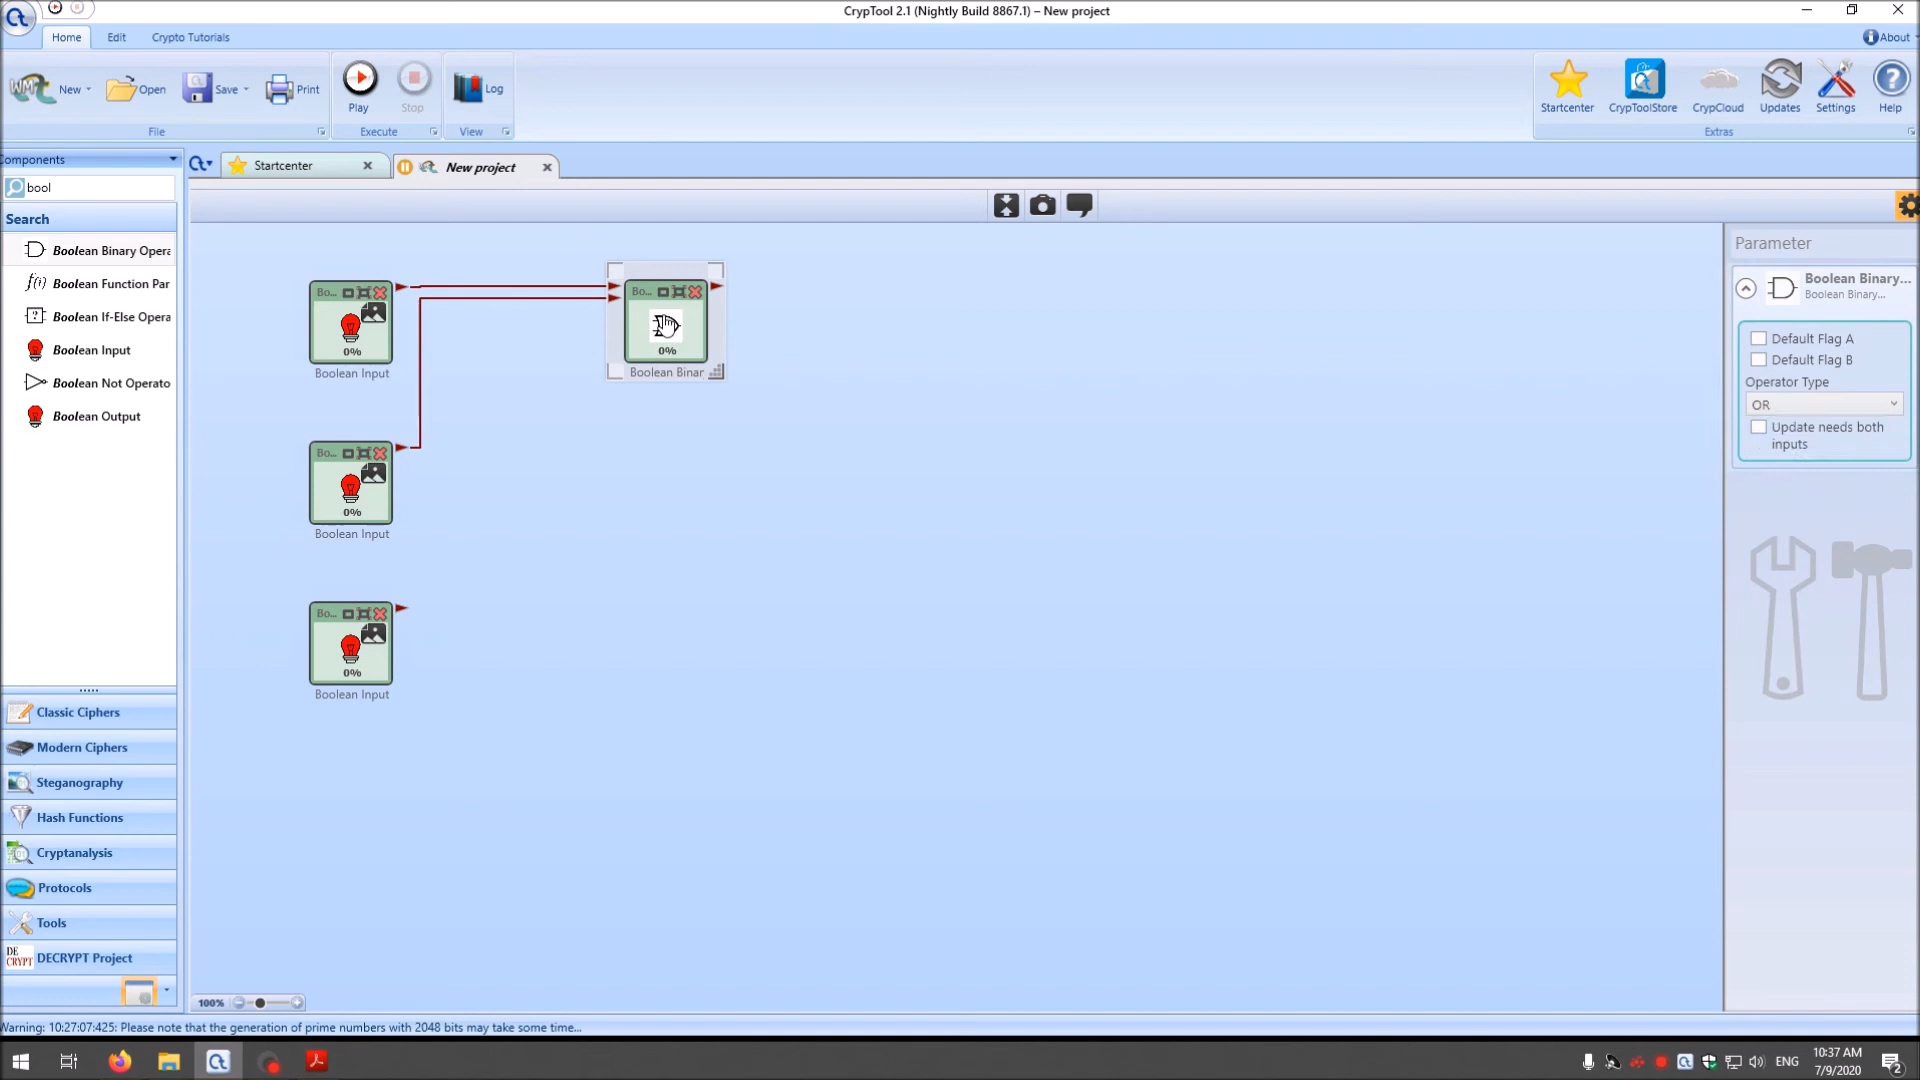 CrypTool 2.1 (Nightly Build 8867.1) – New project
Home Edit Crypto Tutorials About
New Open Save Print Play Stop Log Startcenter CrypToolStore CrypCloud Updates Settings Help
File Execute View Extras
Components Startcenter New project
bool
Search
Boolean Binary Opera
Boolean Function Par
Boolean If-Else Opera
Boolean Input
Boolean Not Operato
Boolean Output
Classic Ciphers
Modern Ciphers
Steganography
Hash Functions
Cryptanalysis
Protocols
Tools
DE CRYPT DECRYPT Project
Bo...
0%
Boolean Input
Bo...
0%
Boolean Binar
Bo...
0%
Boolean Input
Bo...
0%
Boolean Input
Parameter
Boolean Binary...
Boolean Binary...
Default Flag A
Default Flag B
Operator Type
OR
Update needs both
inputs
100%
Warning: 10:27:07:425: Please note that the generation of prime numbers with 2048 bits may take some time...
ENG
10:37 AM
7/9/2020
2